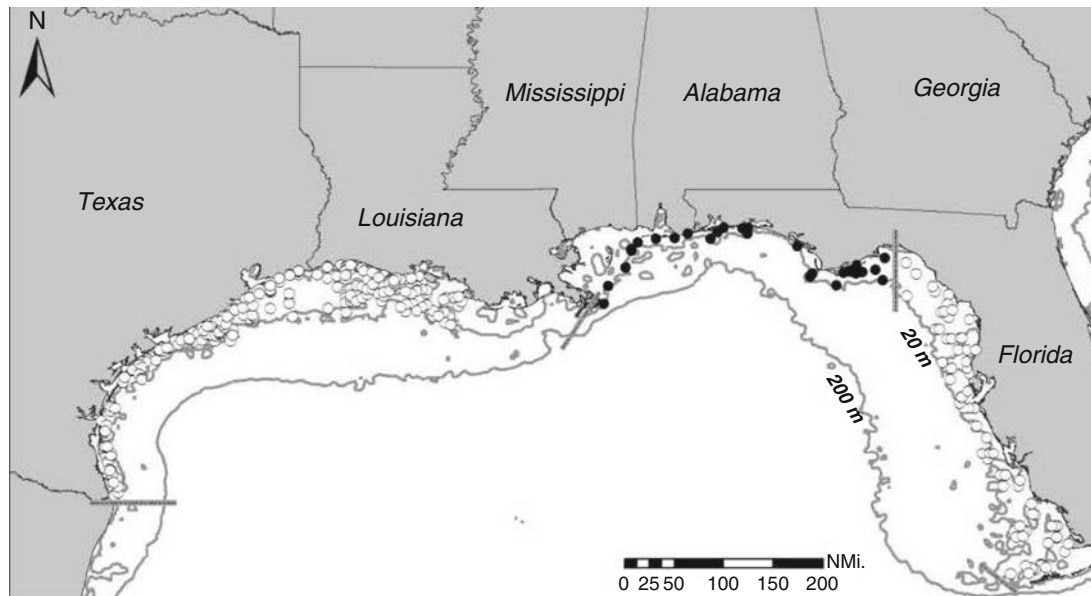 N
Mississippi
Alabama
Georgia
Texas
Louisiana
Florida
20 m
200 m
NMi.
0 25 50 100 150 200